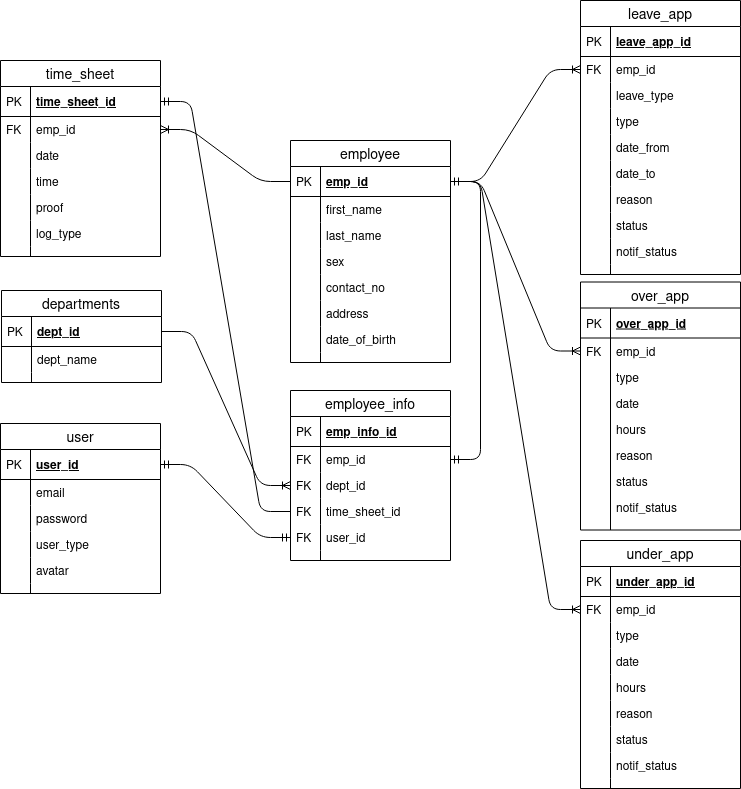 time_sheet
PK time_sheet_id
FK emp_id
date
time
proof
log_type
departments
PK dept_id
dept_name
user
PK user_id
email
password
user_type
avatar
employee
PK emp_id
first_name
last_name
sex
contact_no
address
date_of_birth
employee_info
PK emp_info_id
FK emp_id
FK dept_id
FK time_sheet_id
FK user_id
leave_app
PK leave_app_id
FK emp_id
leave_type
type
date_from
date_to
reason
status
notif_status
over_app
PK over_app_id
FK emp_id
type
date
hours
reason
status
notif_status
under_app
PK under_app_id
FK emp_id
type
date
hours
reason
status
notif_status